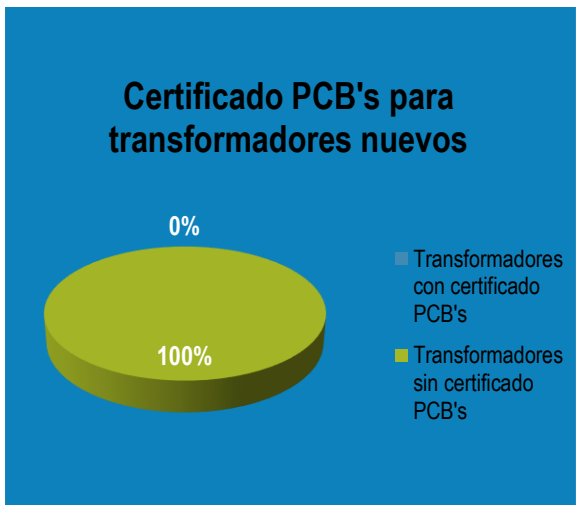 Certificado PCB's para
transformadores nuevos
0%
100%
Transformadores
con certificado
PCB's
Transformadores
sin certificado
PCB's